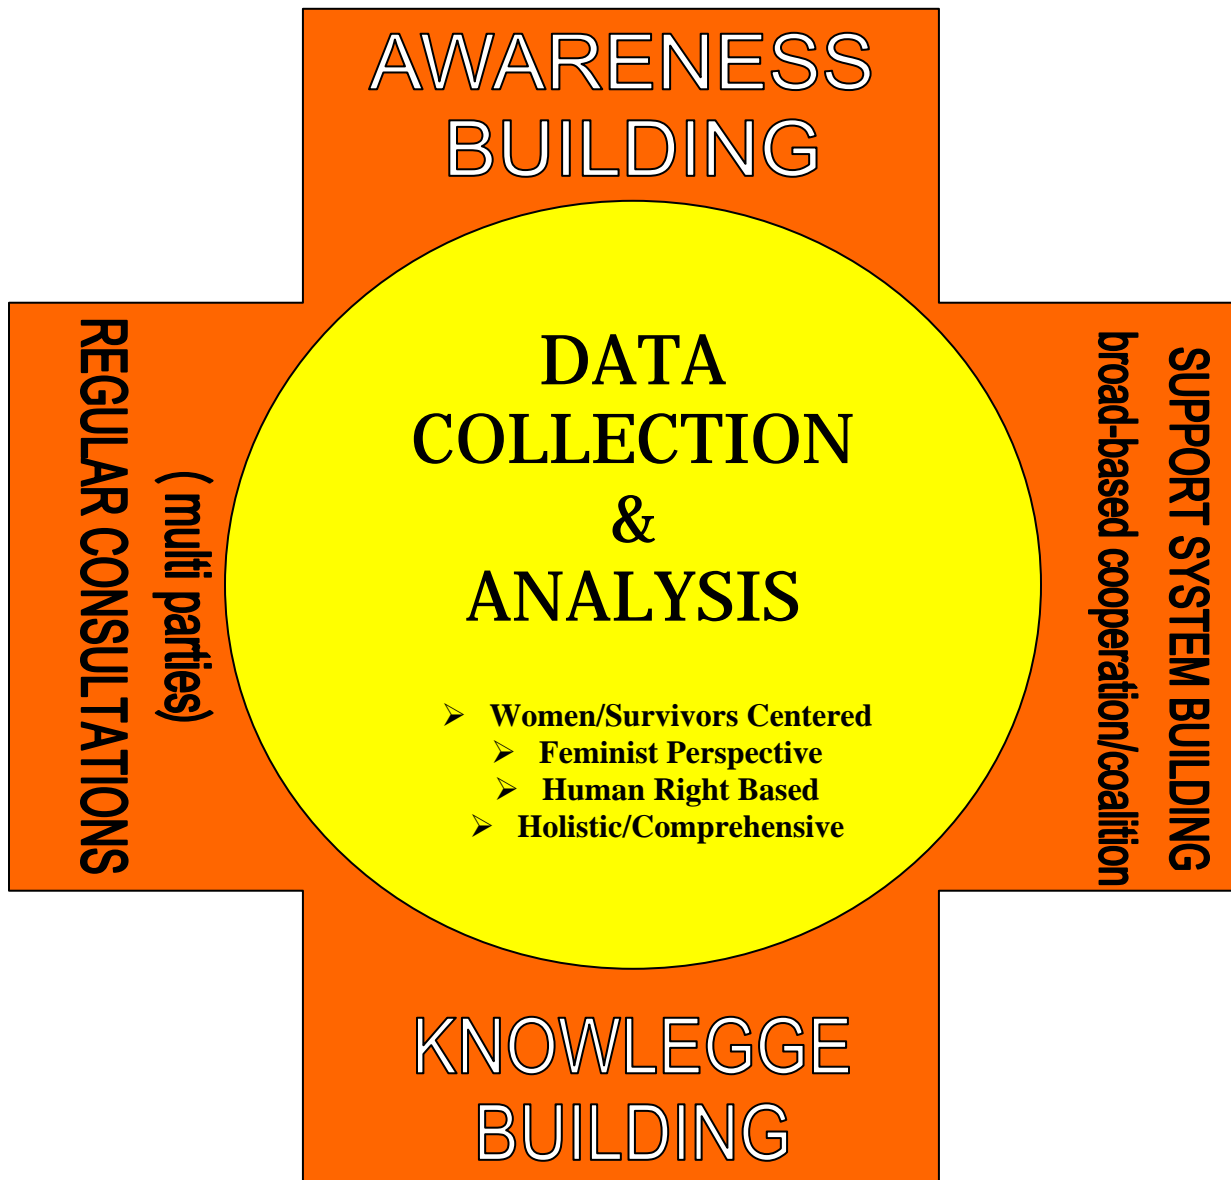 AWARENESS
BUILDING
REGULAR CONSULTATIONS
( multi parties)
DATA
COLLECTION
&
ANALYSIS
➢ Women/Survivors Centered
➢ Feminist Perspective
➢ Human Right Based
➢ Holistic/Comprehensive
SUPPORT SYSTEM BUILDING
broad-based cooperation/coalition
KNOWLEGGE
BUILDING